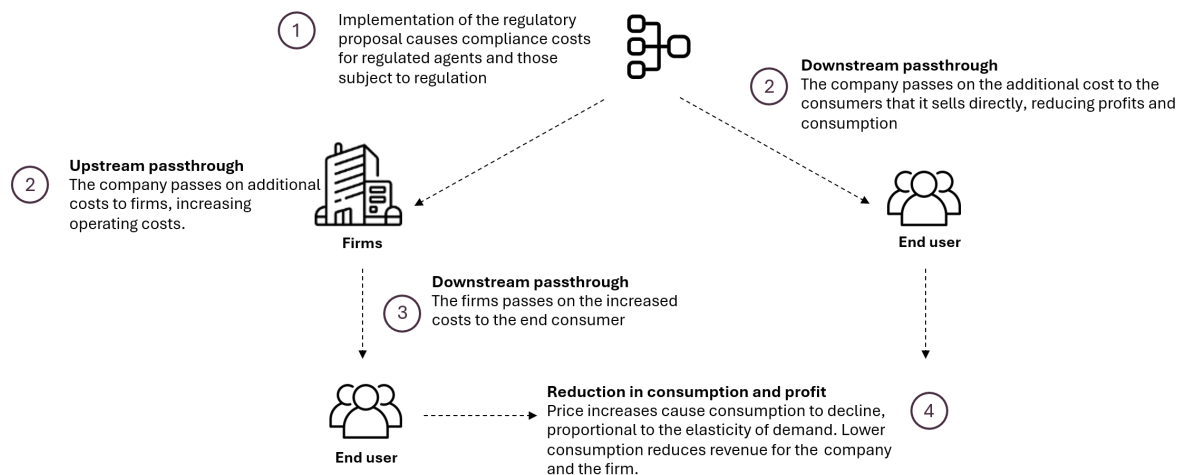 1
Implementation of the regulatory
proposal causes compliance costs
for regulated agents and those
subject to regulation
2
Downstream passthrough
The company passes on the additional cost to the
consumers that it sells directly, reducing profits and
consumption
2
Upstream passthrough
The company passes on additional
costs to firms, increasing
operating costs.
Firms
End user
3
Downstream passthrough
The firms passes on the increased
costs to the end consumer
End user
Reduction in consumption and profit
Price increases cause consumption to decline,
proportional to the elasticity of demand. Lower
consumption reduces revenue for the company
and the firm.
4